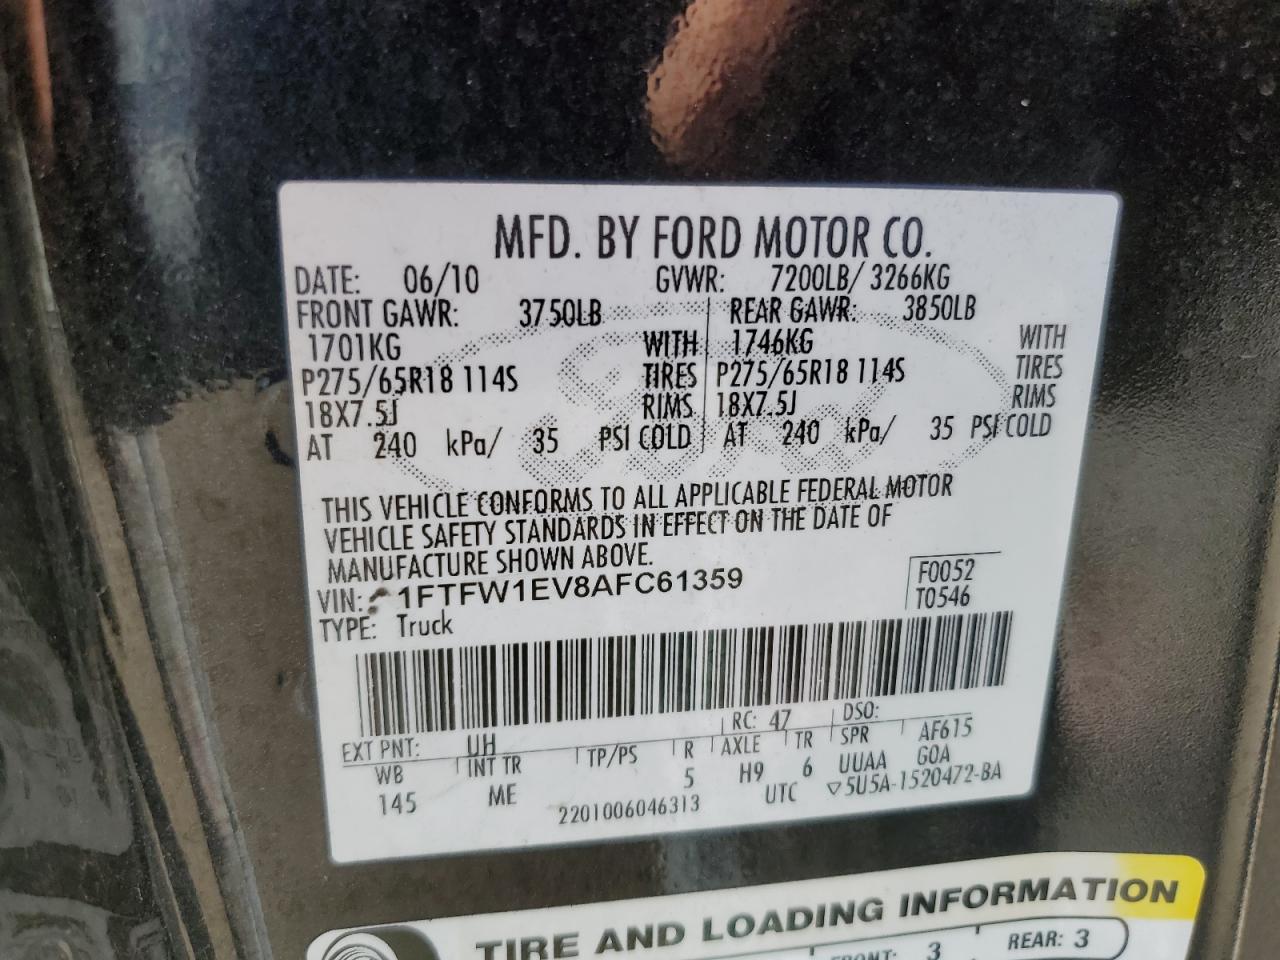 MFD. BY FORD MOTOR CO.
DATE: 06/10 GVWR: 7200LB/ 3266KG
FRONT GAWR: 3750LB REAR GAWR: 3850LB
1701KG WITH 1746KG WITH
P275/65R18 114S TIRES P275/65R18 114S TIRES
18X7.5J RIMS 18X7.5J RIMS
AT 240 kPa/ 35 PSI COLD AT 240 kPa/ 35 PSI COLD
THIS VEHICLE CONFORMS TO ALL APPLICABLE FEDERAL MOTOR
VEHICLE SAFETY STANDARDS IN EFFECT ON THE DATE OF
MANUFACTURE SHOWN ABOVE.
VIN: 1FTFW1EV8AFC61359 F0052
TYPE: Truck T0546
EXT PNT: UH RC: 47 DSO: AF615
WB INT TR TP/PS R AXLE TR SPR G0A
145 ME 5 H9 6 UUAA
2201006046313 UTC ▽5U5A-1520472-BA
TIRE AND LOADING INFORMATION
FRONT: 3 REAR: 3